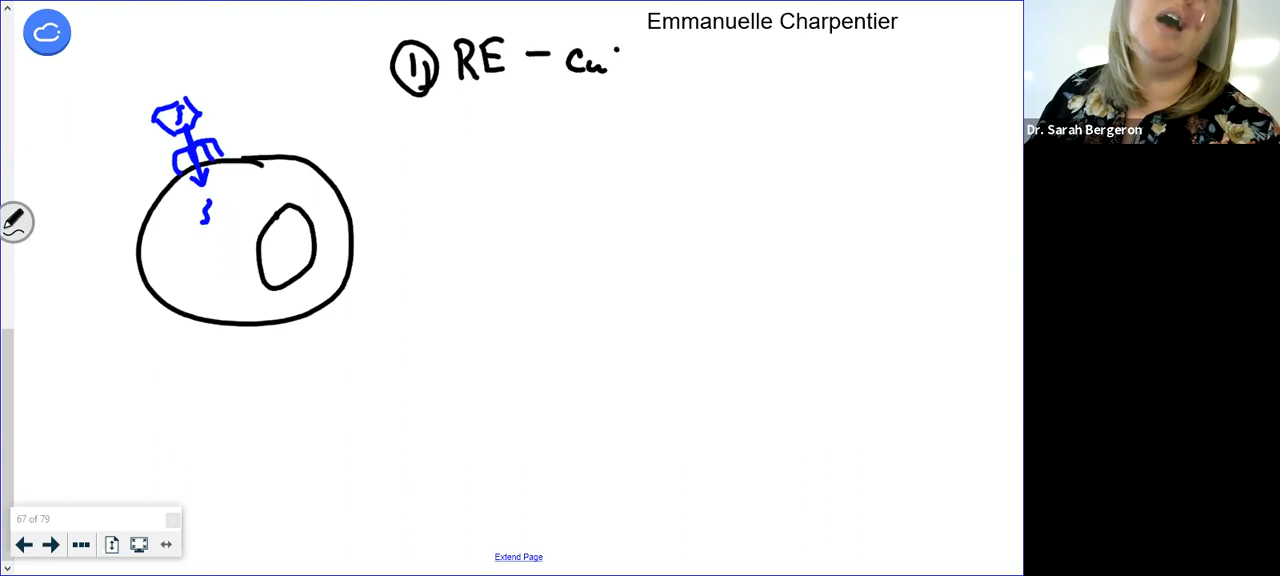 Emmanuelle Charpentier
① RE - Cu
Dr. Sarah Bergeron
67 of 79
Extend Page